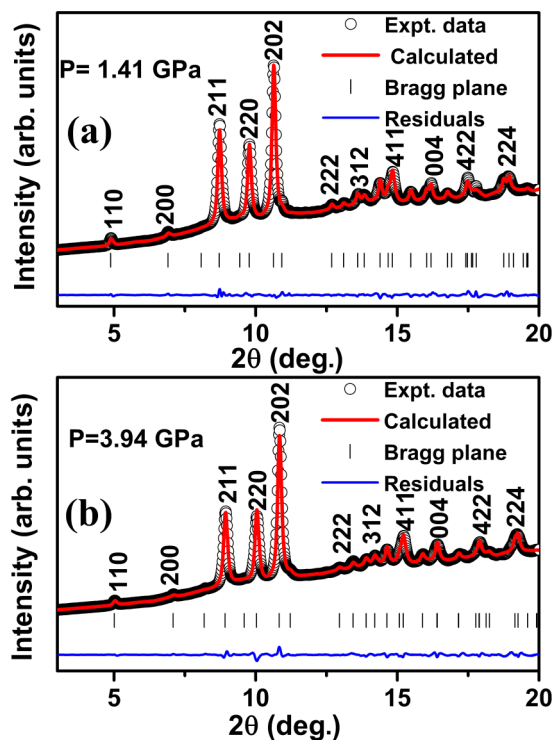 P= 1.41 GPa
(a)
Expt. data
Calculated
Bragg plane
Residuals
110
200
211
220
202
222
312
411
004
422
224
Intensity (arb. units)
5 10 15 20
2θ (deg.)
P=3.94 GPa
(b)
Expt. data
Calculated
Bragg plane
Residuals
110
200
211
220
202
222
312
411
004
422
224
Intensity (arb. units)
5 10 15 20
2θ (deg.)